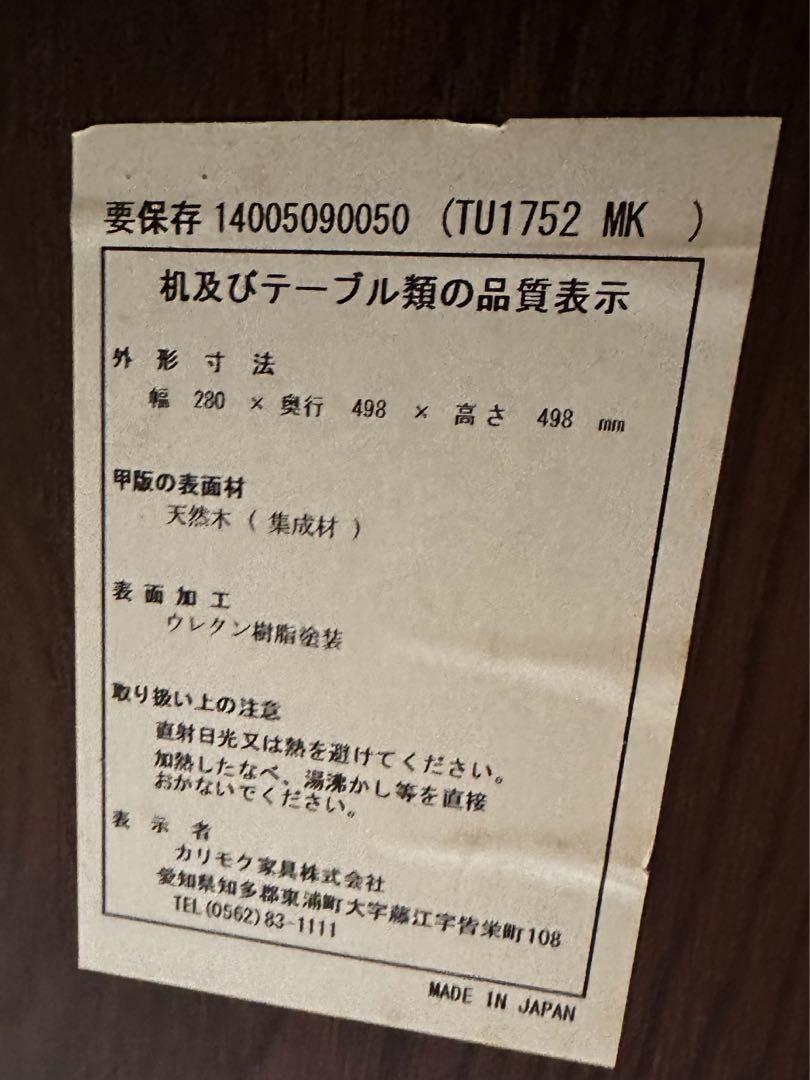 要保存 14005090050 (TU1752 MK )
机及びテーブル類の品質表示
外形寸法
幅 280 × 奥行 498 × 高さ 498 mm
甲版の表面材
天然木 ( 集成材 )
表面加工
ウレタン樹脂塗装
取り扱い上の注意
直射日光又は熱を避けてください。
加熱したなべ、湯沸かし等を直接
おかないでください。
表示者
カリモク家具株式会社
愛知県知多郡東浦町大字藤江字皆栄町108
TEL(0562)83-1111
MADE IN JAPAN